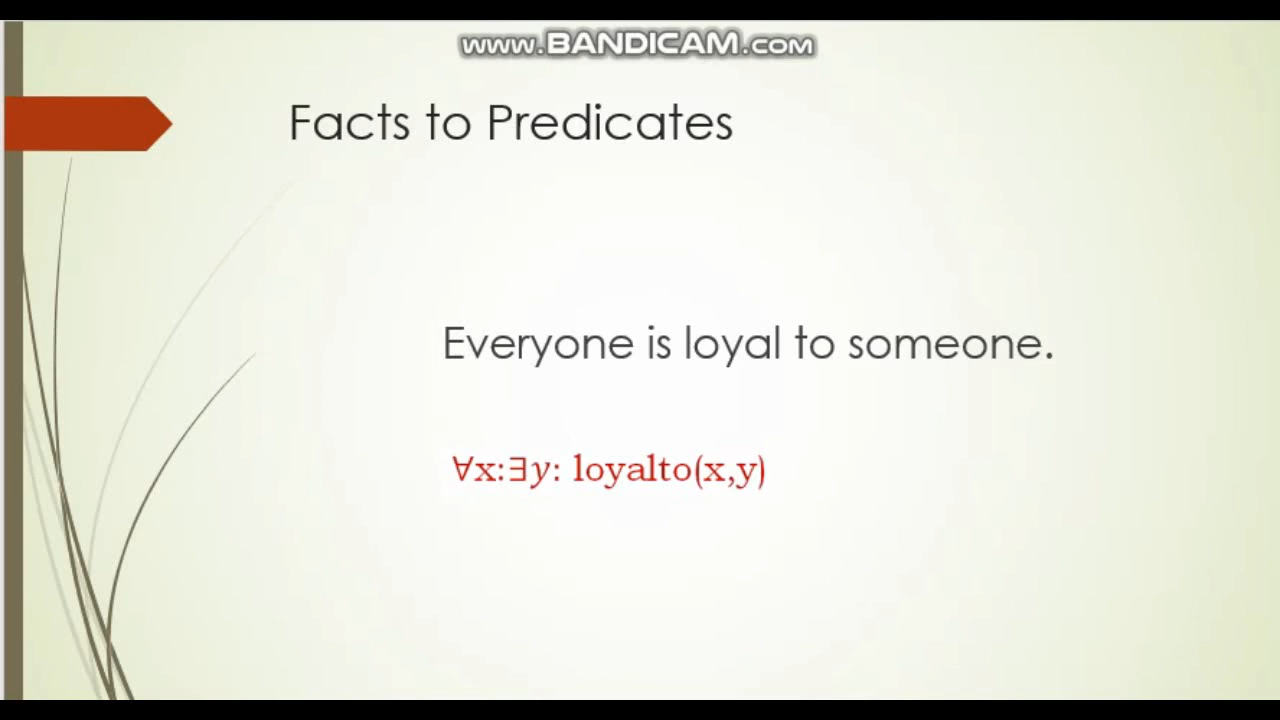 www.BANDICAM.com
Facts to Predicates
Everyone is loyal to someone.
∀x:∃y: loyalto(x,y)